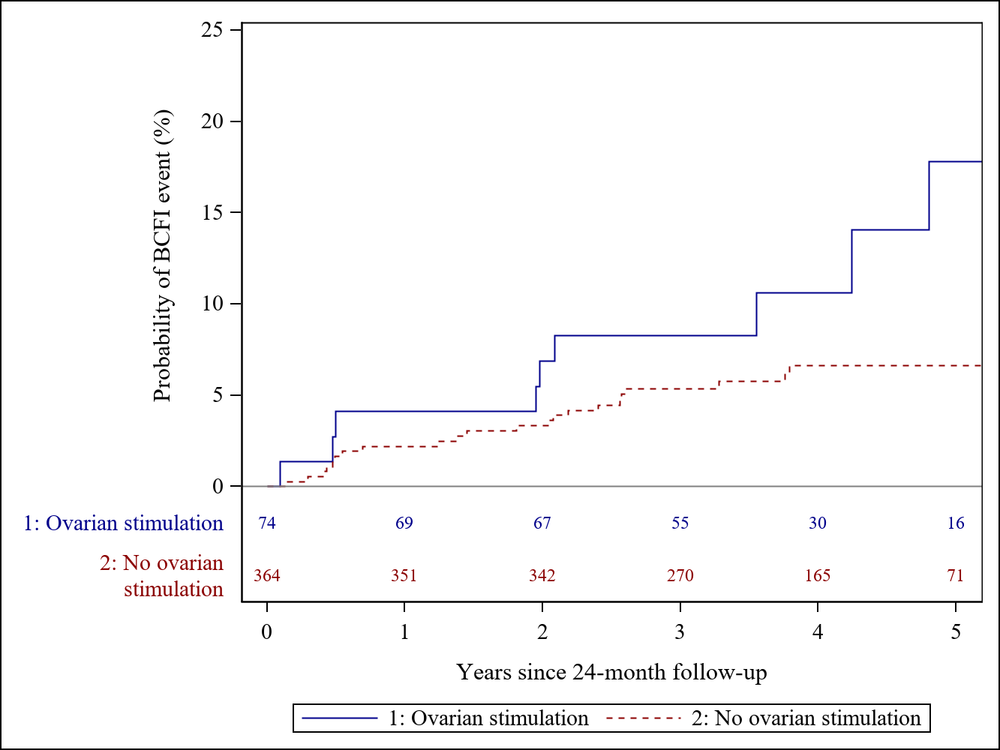 25
20
15
10
5
0
Probability of BCFI event (%)
1: Ovarian stimulation 74 69 67 55 30 16
2: No ovarian
stimulation 364 351 342 270 165 71
0 1 2 3 4 5
Years since 24-month follow-up
1: Ovarian stimulation 2: No ovarian stimulation